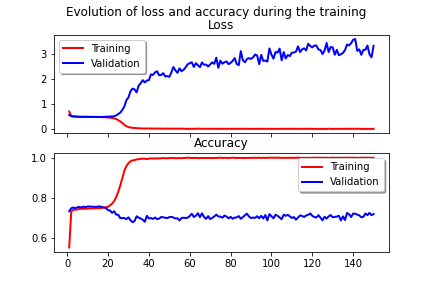 Evolution of loss and accuracy during the training
Loss
Training
Validation
3
2
1
0
Accuracy
1.0
0.8
0.6
Training
Validation
0 20 40 60 80 100 120 140